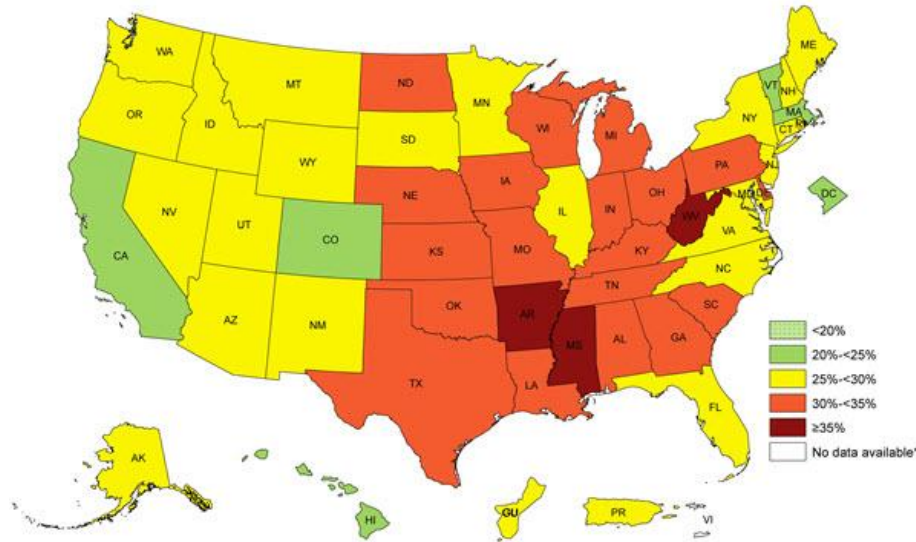 WA
MT
ND
MN
ME
OR
ID
SD
WI
MI
VT
NH
NY
MA
CT
WY
NE
IA
PA
NJ
NV
UT
CO
IL
IN
OH
MD
DE
DC
CA
KS
MO
WV
VA
KY
NC
TN
AZ
NM
OK
AR
SC
MS
AL
GA
TX
LA
FL
<20%
20%-<25%
25%-<30%
30%-<35%
≥35%
No data available*
AK
HI
GU
PR
VI